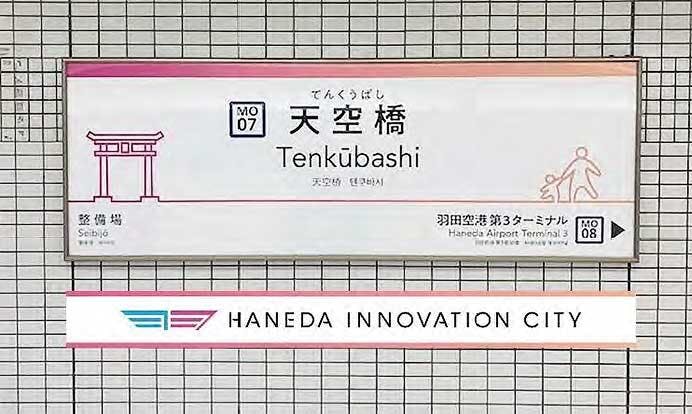 てんくうばし
MO
07
天空橋
Tenkūbashi
天空桥 텐쿠바시
整備場
Seibijō
羽田空港第3ターミナル
Haneda Airport Terminal 3
MO
08
HANEDA INNOVATION CITY